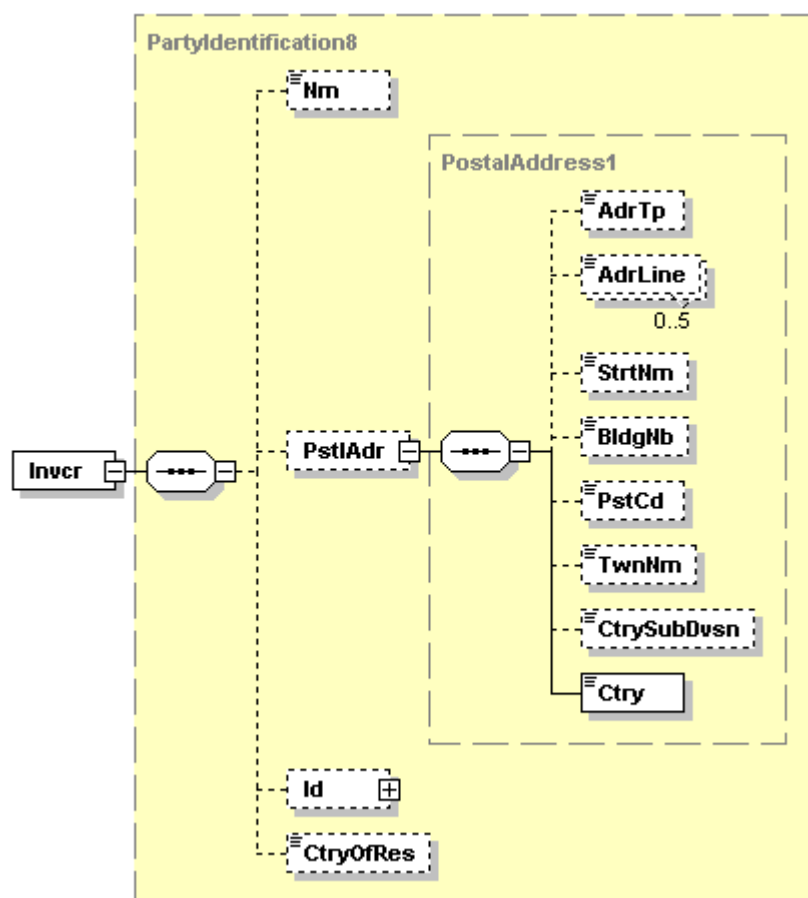 PartyIdentification8
Nm
PostalAddress1
AdrTp
AdrLine
0..5
StrtNm
BldgNb
Invcr
PstlAdr
PstCd
TwnNm
CtrySubDvsn
Ctry
Id
CtryOfRes